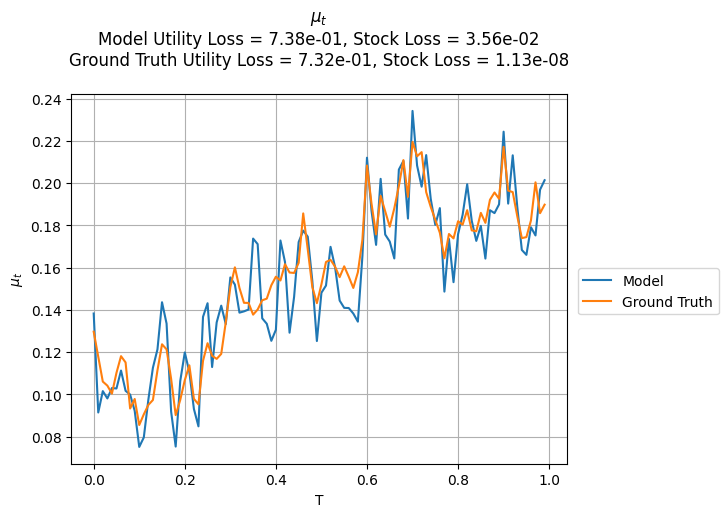 μₜ
Model Utility Loss = 7.38e-01, Stock Loss = 3.56e-02
Ground Truth Utility Loss = 7.32e-01, Stock Loss = 1.13e-08
0.24
0.22
0.20
0.18
0.16
0.14
0.12
0.10
0.08
μₜ
0.0
0.2
0.4
0.6
0.8
1.0
T
Model
Ground Truth